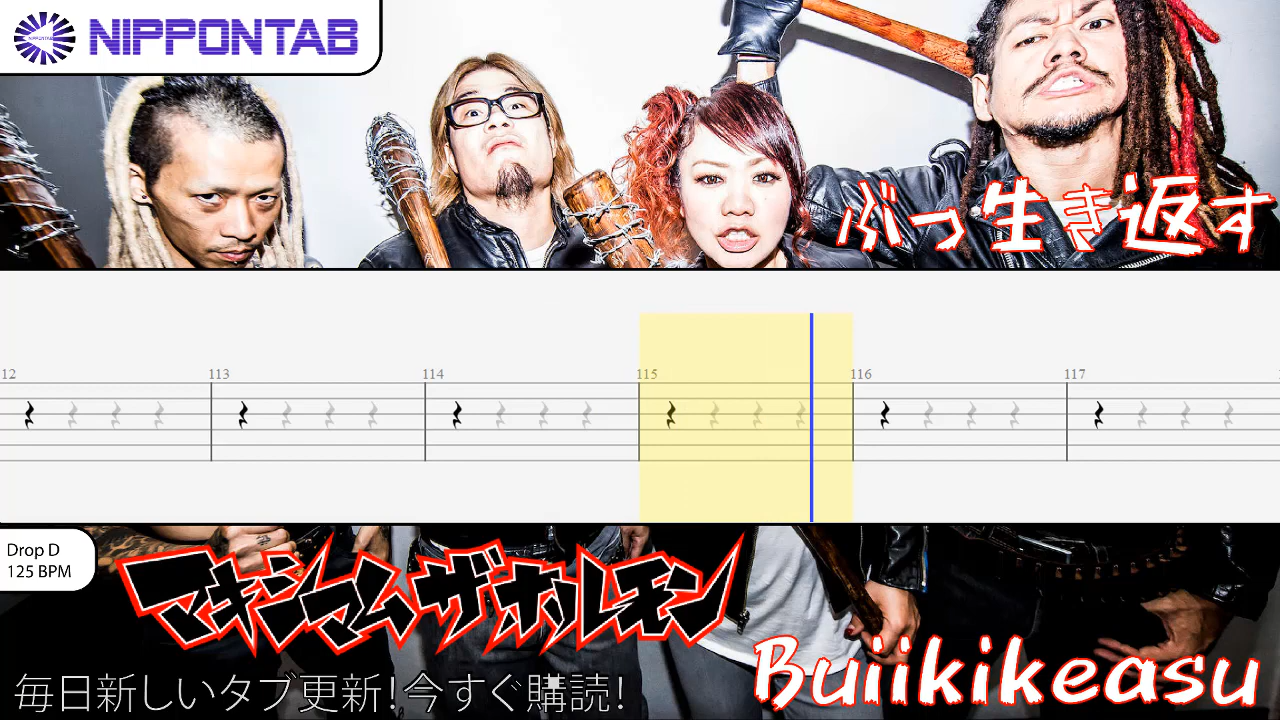 NIPPONTAB
ぶっ生き返す
12 113 114 115 116 117
Drop D
125 BPM
マキシマム ザ ホルモン
Buiikikeasu
毎日新しいタブ更新！今すぐ購読！